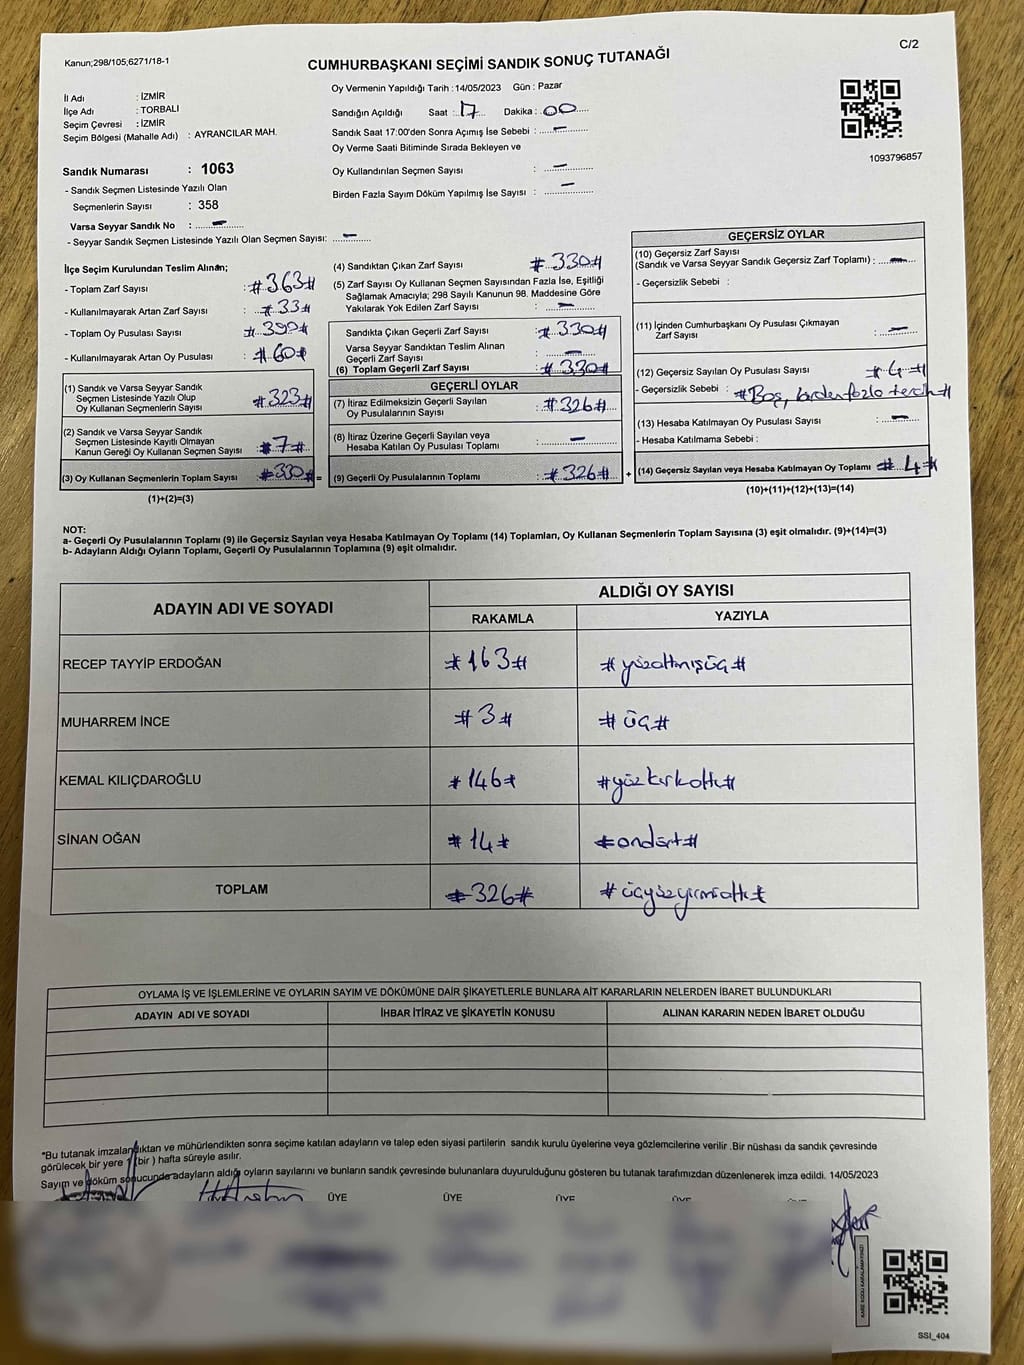 Kanun;298/105;6271/18-1
C/2
CUMHURBAŞKANI SEÇİMİ SANDIK SONUÇ TUTANAĞI
İl Adı : İZMİR
İlçe Adı : TORBALI
Seçim Çevresi : İZMİR
Seçim Bölgesi (Mahalle Adı) : AYRANCILAR MAH.
Oy Vermenin Yapıldığı Tarih : 14/05/2023 Gün : Pazar
Sandığın Açıldığı Saat : 17 Dakika : 00
Sandık Saat 17:00'den Sonra Açımış İse Sebebi : —
Oy Verme Saati Bitiminde Sırada Bekleyen ve
Oy Kullandırılan Seçmen Sayısı : —
Birden Fazla Sayım Döküm Yapılmış İse Sayısı : —
1093796857
Sandık Numarası : 1063
- Sandık Seçmen Listesinde Yazılı Olan
Seçmenlerin Sayısı : 358
Varsa Seyyar Sandık No : —
- Seyyar Sandık Seçmen Listesinde Yazılı Olan Seçmen Sayısı: —
İlçe Seçim Kurulundan Teslim Alınan;
- Toplam Zarf Sayısı : #363#
- Kullanılmayarak Artan Zarf Sayısı : #33#
- Toplam Oy Pusulası Sayısı : #390#
- Kullanılmayarak Artan Oy Pusulası : #60#
(1) Sandık ve Varsa Seyyar Sandık
Seçmen Listesinde Yazılı Olup
Oy Kullanan Seçmenlerin Sayısı #323#
(2) Sandık ve Varsa Seyyar Sandık
Seçmen Listesinde Kayıtlı Olmayan
Kanun Gereği Oy Kullanan Seçmen Sayısı #7#
(3) Oy Kullanan Seçmenlerin Toplam Sayısı #330# =
(1)+(2)=(3)
(4) Sandıktan Çıkan Zarf Sayısı #330#
(5) Zarf Sayısı Oy Kullanan Seçmen Sayısından Fazla İse, Eşitliği
Sağlamak Amacıyla; 298 Sayılı Kanunun 98. Maddesine Göre
Yakılarak Yok Edilen Zarf Sayısı : —
Sandıkta Çıkan Geçerli Zarf Sayısı : #330#
Varsa Seyyar Sandıktan Teslim Alınan
Geçerli Zarf Sayısı : —
(6) Toplam Geçerli Zarf Sayısı : #330#
GEÇERLİ OYLAR
(7) İtiraz Edilmeksizin Geçerli Sayılan
Oy Pusulalarının Sayısı : #326#
(8) İtiraz Üzerine Geçerli Sayılan veya
Hesaba Katılan Oy Pusulası Toplamı : —
(9) Geçerli Oy Pusulalarının Toplamı : #326# +
GEÇERSİZ OYLAR
(10) Geçersiz Zarf Sayısı
(Sandık ve Varsa Seyyar Sandık Geçersiz Zarf Toplamı) : —
- Geçersizlik Sebebi :
(11) İçinden Cumhurbaşkanı Oy Pusulası Çıkmayan
Zarf Sayısı : —
(12) Geçersiz Sayılan Oy Pusulası Sayısı #4#
- Geçersizlik Sebebi : #Boş, birden fazla tercih#
(13) Hesaba Katılmayan Oy Pusulası Sayısı : —
- Hesaba Katılmama Sebebi :
(14) Geçersiz Sayılan veya Hesaba Katılmayan Oy Toplamı #4#
(10)+(11)+(12)+(13)=(14)
NOT:
a- Geçerli Oy Pusulalarının Toplamı (9) ile Geçersiz Sayılan veya Hesaba Katılmayan Oy Toplamı (14) Toplamları, Oy Kullanan Seçmenlerin Toplam Sayısına (3) eşit olmalıdır. (9)+(14)=(3)
b- Adayların Aldığı Oyların Toplamı, Geçerli Oy Pusulalarının Toplamına (9) eşit olmalıdır.
ADAYIN ADI VE SOYADI ALDIĞI OY SAYISI
RAKAMLA YAZIYLA
RECEP TAYYİP ERDOĞAN #163# #yüzaltmışüç#
MUHARREM İNCE #3# #üç#
KEMAL KILIÇDAROĞLU #146# #yüzkırkaltı#
SİNAN OĞAN #14# #ondört#
TOPLAM #326# #üçyüzyirmialtı#
OYLAMA İŞ VE İŞLEMLERİNE VE OYLARIN SAYIM VE DÖKÜMÜNE DAİR ŞİKAYETLERLE BUNLARA AİT KARARLARIN NELERDEN İBARET BULUNDUKLARI
ADAYIN ADI VE SOYADI İHBAR İTİRAZ VE ŞİKAYETİN KONUSU ALINAN KARARIN NEDEN İBARET OLDUĞU
*Bu tutanak imzalandıktan ve mühürlendikten sonra seçime katılan adayların ve talep eden siyasi partilerin sandık kurulu üyelerine veya gözlemcilerine verilir .Bir nüshası da sandık çevresinde
görülecek bir yere 1 (bir ) hafta süreyle asılır.
Sayım ve döküm sonucunda adayların aldığı oyların sayılarını ve bunların sandık çevresinde bulunanlara duyurulduğunu gösteren bu tutanak tarafımızdan düzenlenerek imza edildi. 14/05/2023
ÜYE ÜYE ÜYE ÜYE
SSI_404